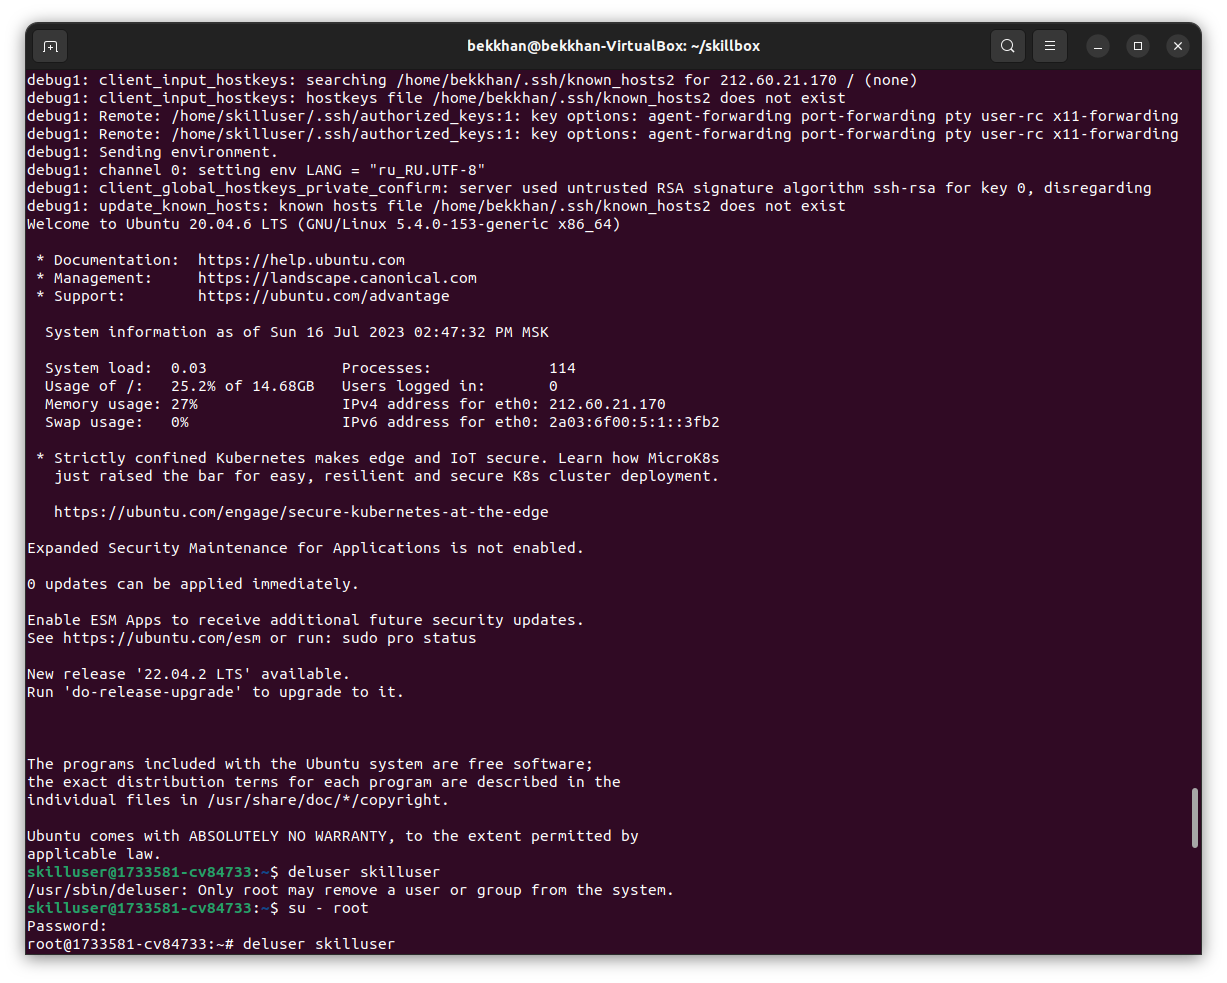 bekkhan@bekkhan-VirtualBox: ~/skillbox
debug1: client_input_hostkeys: searching /home/bekkhan/.ssh/known_hosts2 for 212.60.21.170 / (none)
debug1: client_input_hostkeys: hostkeys file /home/bekkhan/.ssh/known_hosts2 does not exist
debug1: Remote: /home/skilluser/.ssh/authorized_keys:1: key options: agent-forwarding port-forwarding pty user-rc x11-forwarding
debug1: Remote: /home/skilluser/.ssh/authorized_keys:1: key options: agent-forwarding port-forwarding pty user-rc x11-forwarding
debug1: Sending environment.
debug1: channel 0: setting env LANG = "ru_RU.UTF-8"
debug1: client_global_hostkeys_private_confirm: server used untrusted RSA signature algorithm ssh-rsa for key 0, disregarding
debug1: update_known_hosts: known hosts file /home/bekkhan/.ssh/known_hosts2 does not exist
Welcome to Ubuntu 20.04.6 LTS (GNU/Linux 5.4.0-153-generic x86_64)
* Documentation:  https://help.ubuntu.com
* Management:     https://landscape.canonical.com
* Support:        https://ubuntu.com/advantage
System information as of Sun 16 Jul 2023 02:47:32 PM MSK
System load:  0.03               Processes:             114
Usage of /:   25.2% of 14.68GB   Users logged in:       0
Memory usage: 27%                IPv4 address for eth0: 212.60.21.170
Swap usage:   0%                 IPv6 address for eth0: 2a03:6f00:5:1::3fb2
* Strictly confined Kubernetes makes edge and IoT secure. Learn how MicroK8s
just raised the bar for easy, resilient and secure K8s cluster deployment.
https://ubuntu.com/engage/secure-kubernetes-at-the-edge
Expanded Security Maintenance for Applications is not enabled.
0 updates can be applied immediately.
Enable ESM Apps to receive additional future security updates.
See https://ubuntu.com/esm or run: sudo pro status
New release '22.04.2 LTS' available.
Run 'do-release-upgrade' to upgrade to it.
The programs included with the Ubuntu system are free software;
the exact distribution terms for each program are described in the
individual files in /usr/share/doc/*/copyright.
Ubuntu comes with ABSOLUTELY NO WARRANTY, to the extent permitted by
applicable law.
skilluser@1733581-cv84733:~$ deluser skilluser
/usr/sbin/deluser: Only root may remove a user or group from the system.
skilluser@1733581-cv84733:~$ su - root
Password:
root@1733581-cv84733:~# deluser skilluser